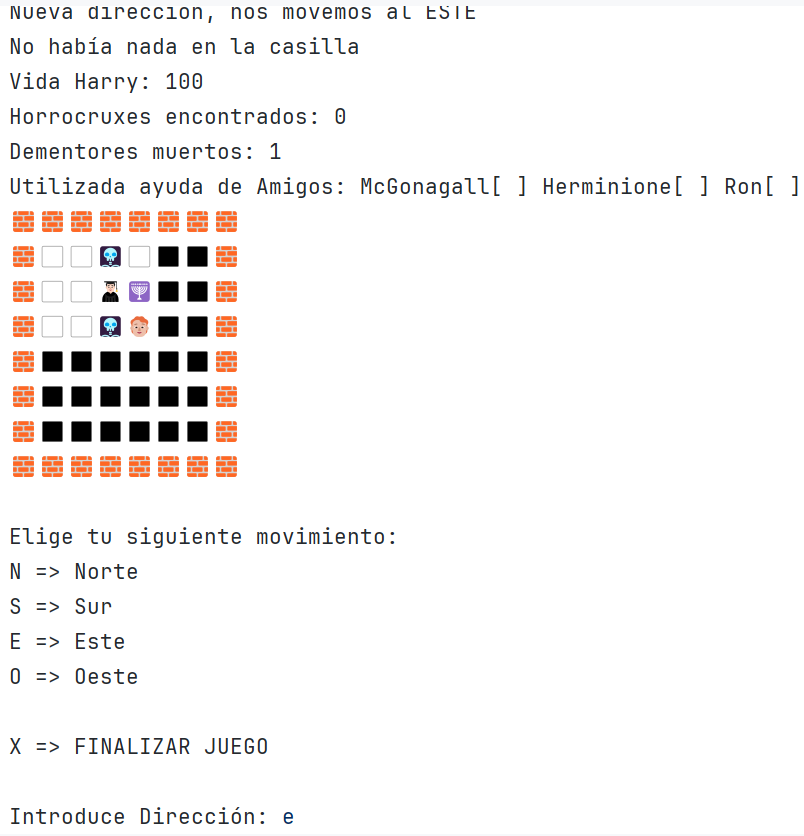 Nueva dirección, nos movemos al ESTE
No había nada en la casilla
Vida Harry: 100
Horrocruxes encontrados: 0
Dementores muertos: 1
Utilizada ayuda de Amigos: McGonagall[ ] Herminione[ ] Ron[ ]
Elige tu siguiente movimiento:
N => Norte
S => Sur
E => Este
O => Oeste
X => FINALIZAR JUEGO
Introduce Dirección: e